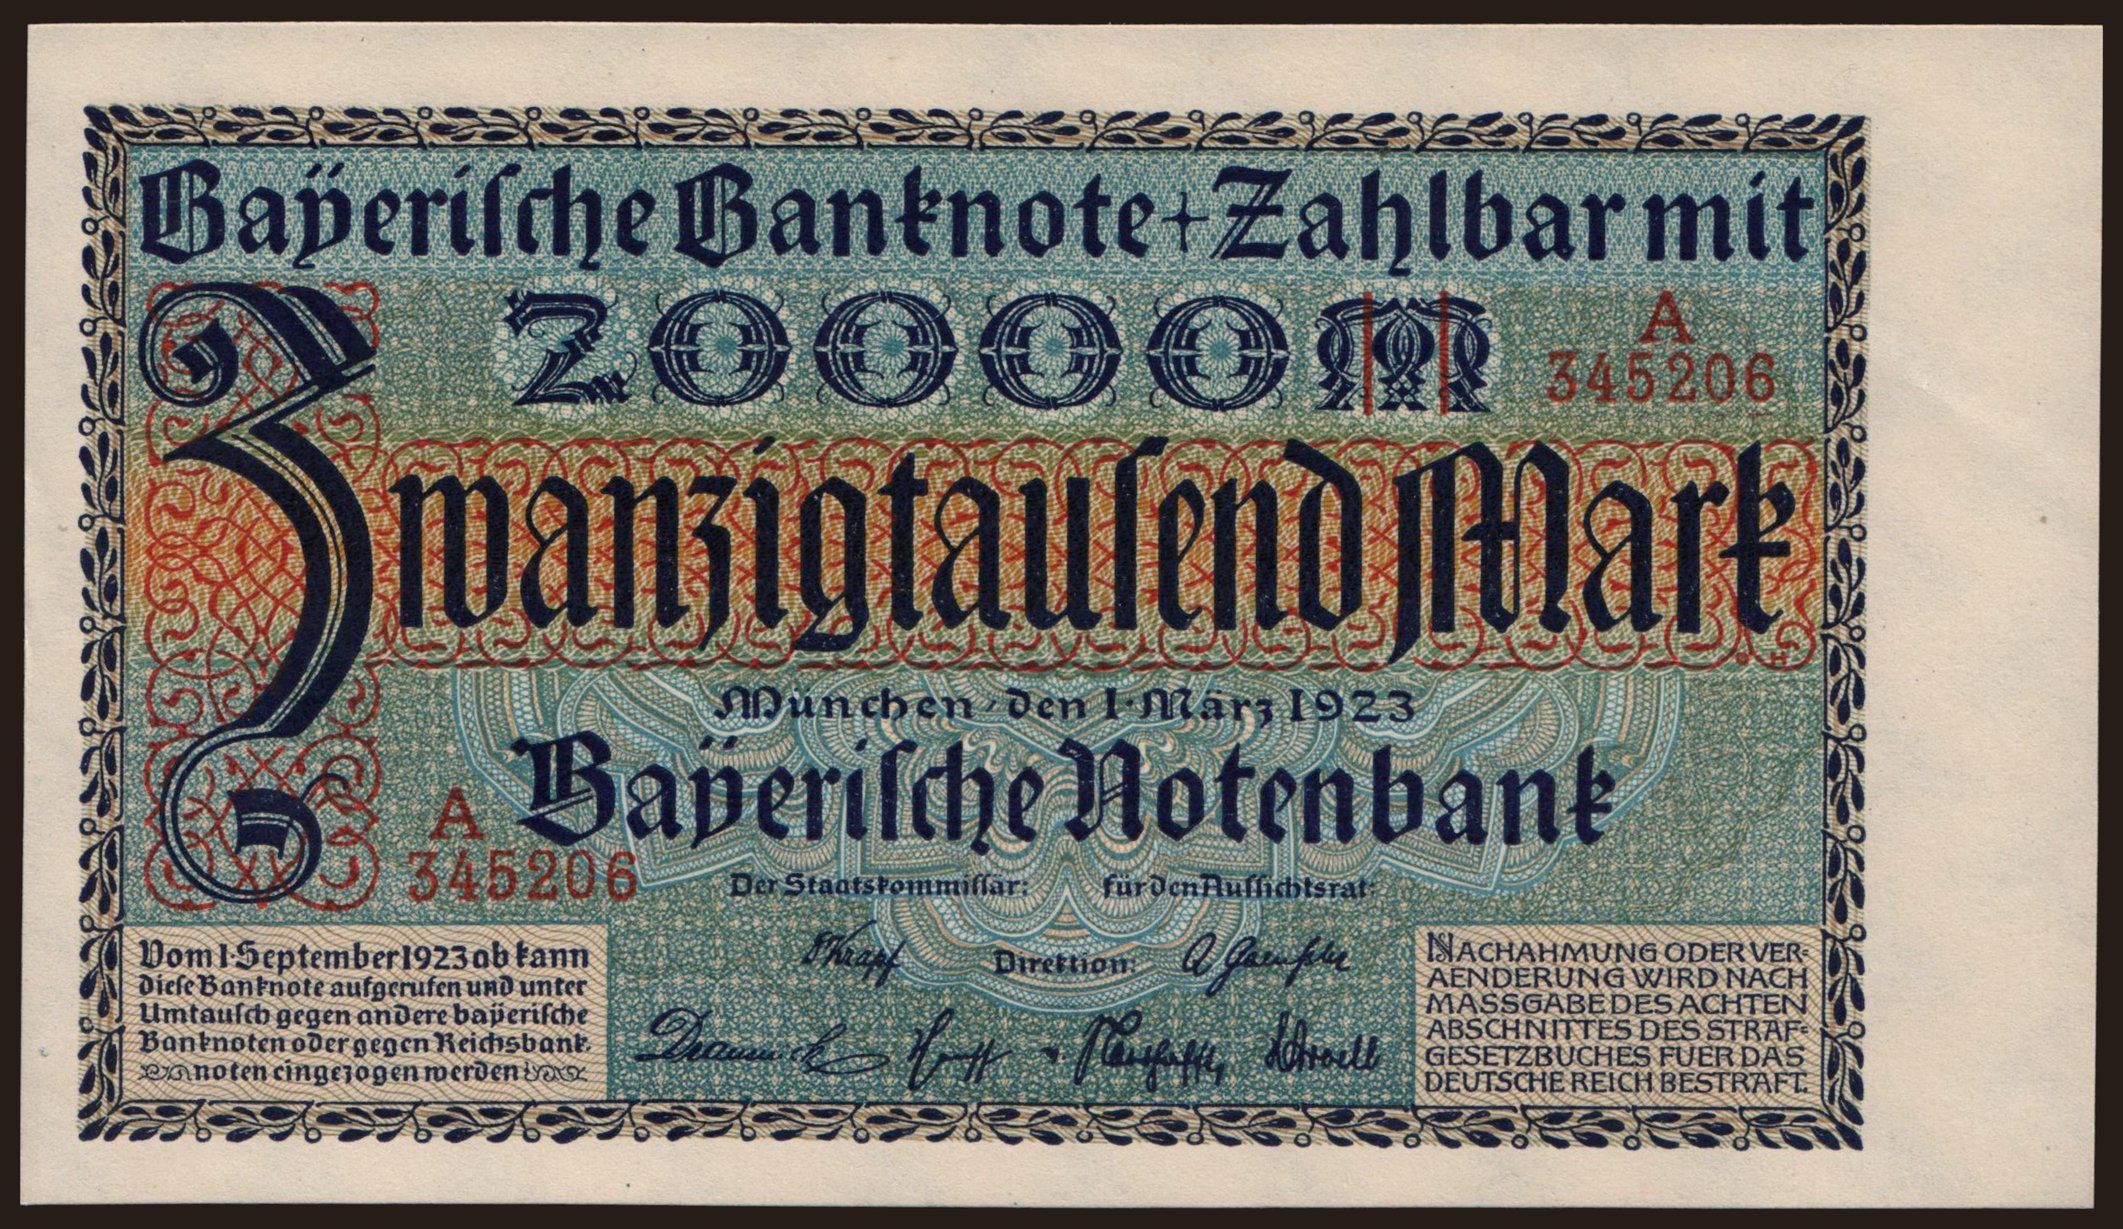 Bayerische Banknote + Zahlbar mit
20000 M
A
345206
Zwanzigtausend Mark
München, den 1. März 1923
Bayerische Notenbank
A
345206
Der Staatskommissär: für den Aufsichtsrat:
Direktion:
Vom 1. September 1923 ab kann
diese Banknote aufgerufen und unter
Umtausch gegen andere bayerische
Banknoten oder gegen Reichsbank-
noten eingezogen werden
NACHAHMUNG ODER VER-
AENDERUNG WIRD NACH
MASSGABE DES ACHTEN
ABSCHNITTES DES STRAF-
GESETZBUCHES FUER DAS
DEUTSCHE REICH BESTRAFT.